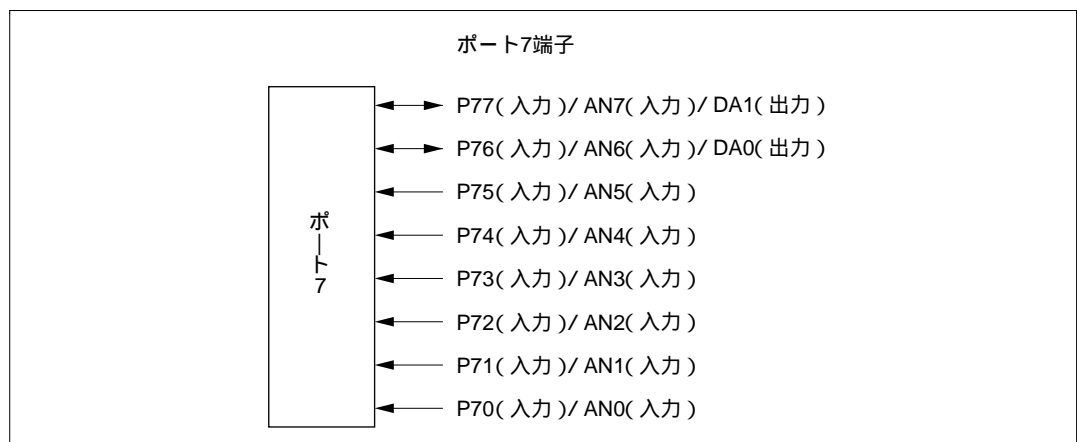 ポート7端子
ポート7
P77(入力)/AN7(入力)/DA1(出力)
P76(入力)/AN6(入力)/DA0(出力)
P75(入力)/AN5(入力)
P74(入力)/AN4(入力)
P73(入力)/AN3(入力)
P72(入力)/AN2(入力)
P71(入力)/AN1(入力)
P70(入力)/AN0(入力)